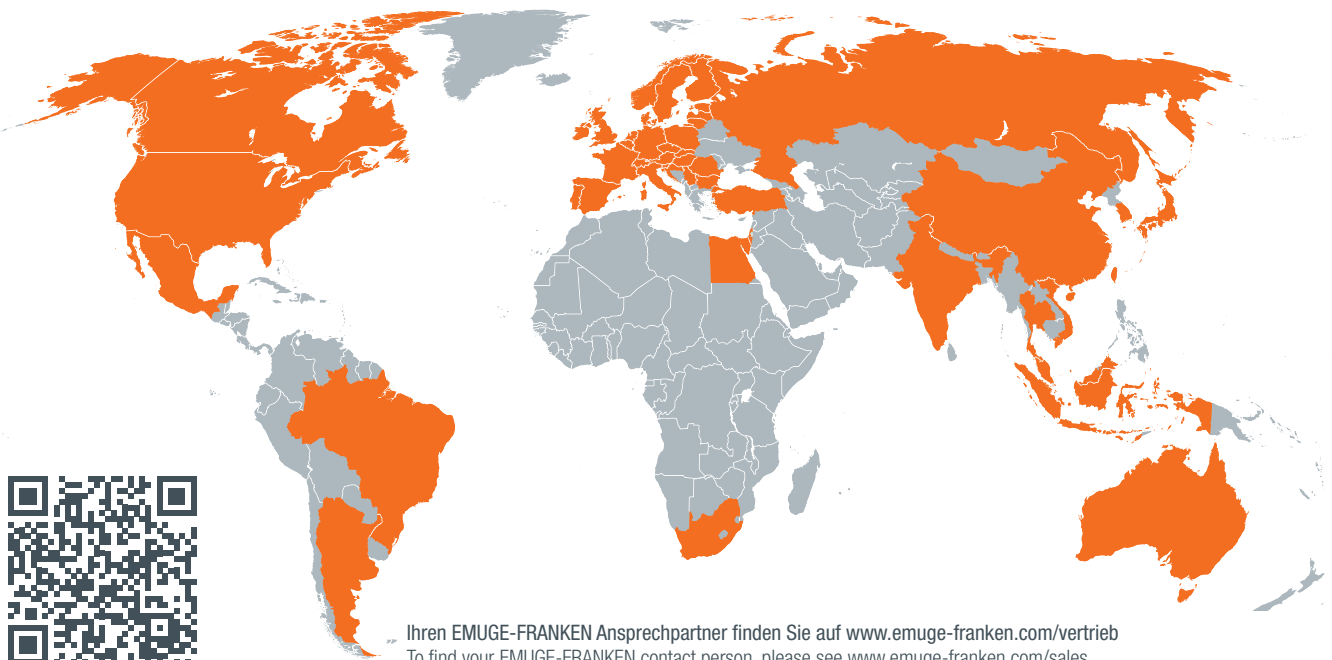 Ihren EMUGE-FRANKEN Ansprechpartner finden Sie auf www.emuge-franken.com/vertrieb
To find your EMUGE-FRANKEN contact person, please see www.emuge-franken.com/sales